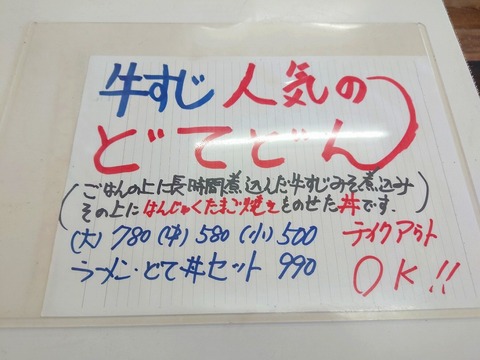 牛すじ 人気の
どてどん
(ごはんの上に長時間煮込んだ牛すじみそ煮込み
その上にはんじゅくたまご焼きをのせた丼です.)
(大) 780 (中) 580 (小) 500 テイクアウト
ラーメン・どて丼セット 990 OK!!